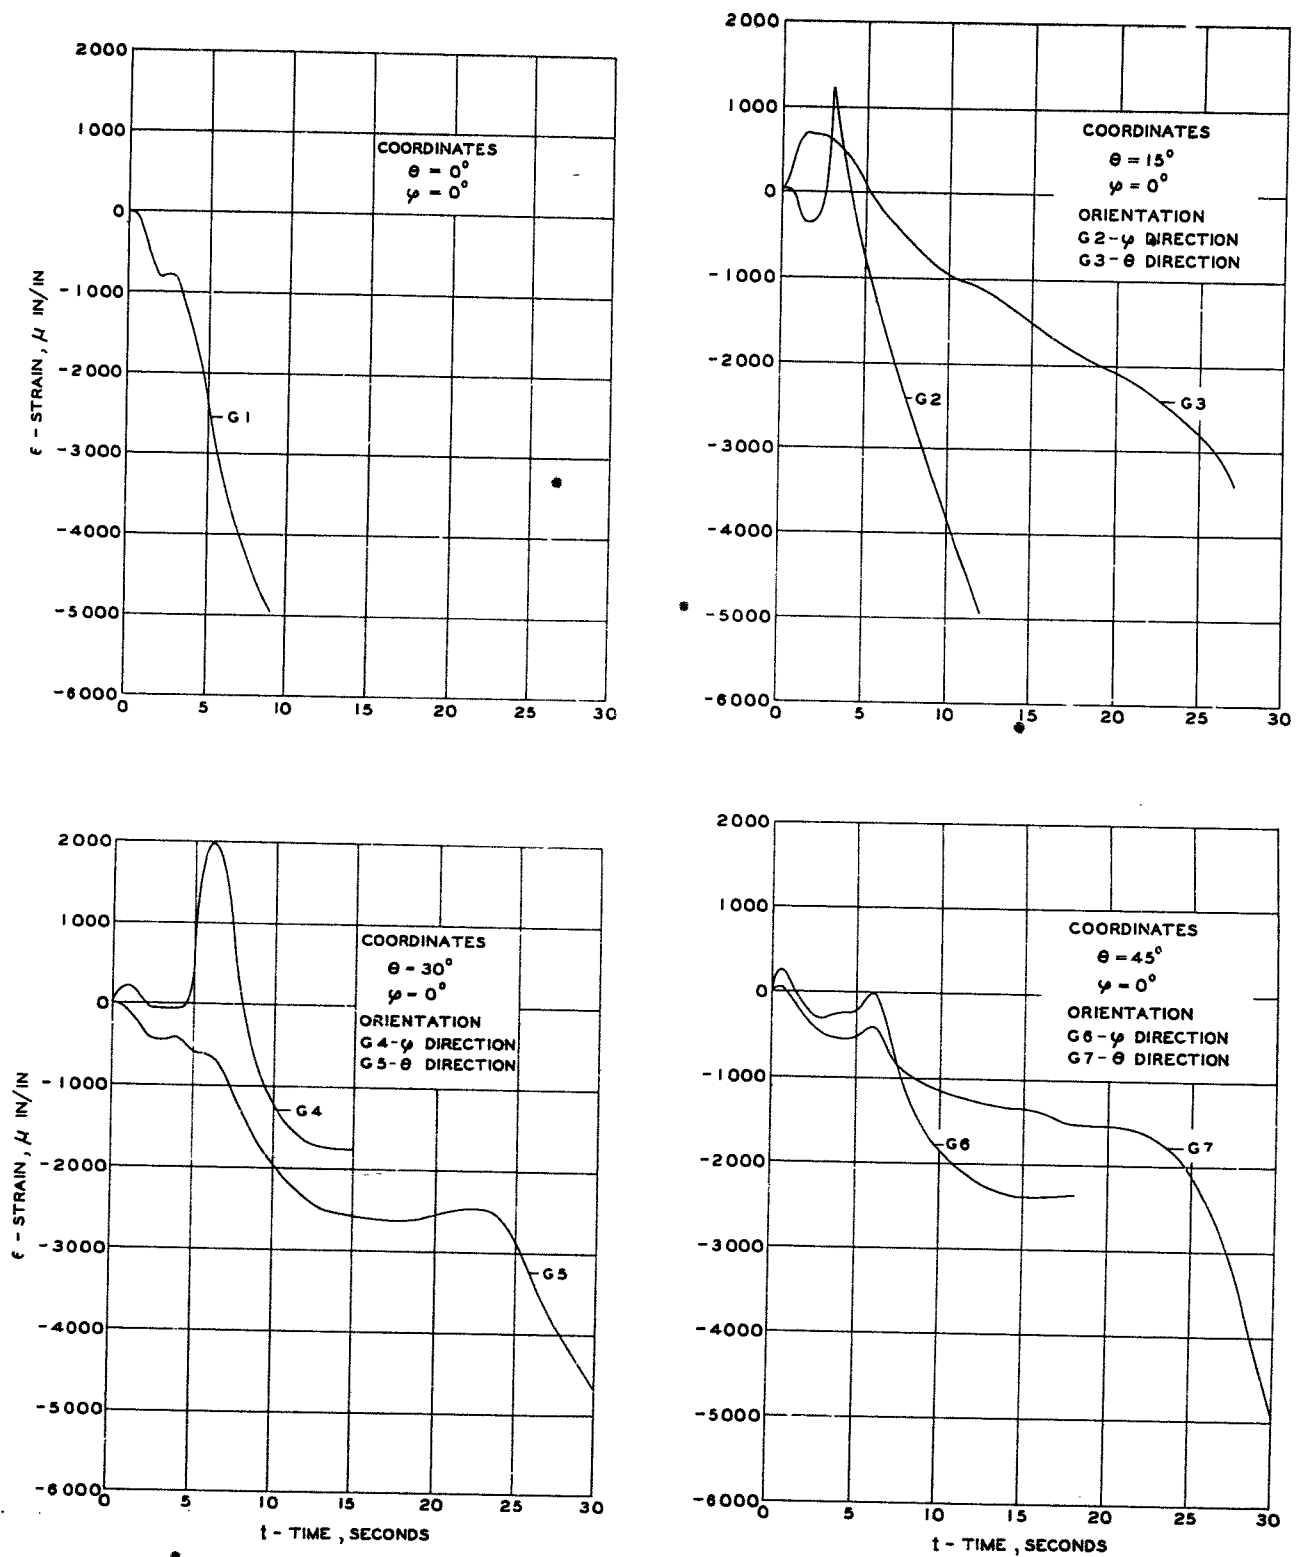 2000
1000
0
-1000
-2000
-3000
-4000
-5000
-6000
0 5 10 15 20 25 30
ε - STRAIN, μ IN/IN
COORDINATES
θ = 0°
φ = 0°
G1
2000
1000
0
-1000
-2000
-3000
-4000
-5000
-6000
0 5 10 15 20 25 30
COORDINATES
θ = 15°
φ = 0°
ORIENTATION
G2-φ DIRECTION
G3-θ DIRECTION
G2
G3
2000
1000
0
-1000
-2000
-3000
-4000
-5000
-6000
0 5 10 15 20 25 30
ε - STRAIN, μ IN/IN
t - TIME, SECONDS
COORDINATES
θ - 30°
φ = 0°
ORIENTATION
G4-φ DIRECTION
G5-θ DIRECTION
G4
G5
2000
1000
0
-1000
-2000
-3000
-4000
-5000
-6000
0 5 10 15 20 25 30
t - TIME, SECONDS
COORDINATES
θ = 45°
φ = 0°
ORIENTATION
G6-φ DIRECTION
G7-θ DIRECTION
G6
G7